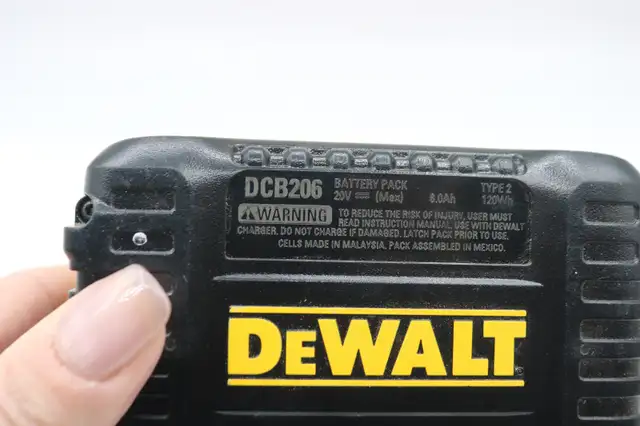 DCB206 BATTERY PACK TYPE 2
20V ⎓ (Max) 6.0Ah 120Wh
WARNING TO REDUCE THE RISK OF INJURY, USER MUST
READ INSTRUCTION MANUAL. USE WITH DEWALT
CHARGER. DO NOT CHARGE IF DAMAGED. LATCH PACK PRIOR TO USE.
CELLS MADE IN MALAYSIA. PACK ASSEMBLED IN MEXICO.
DEWALT